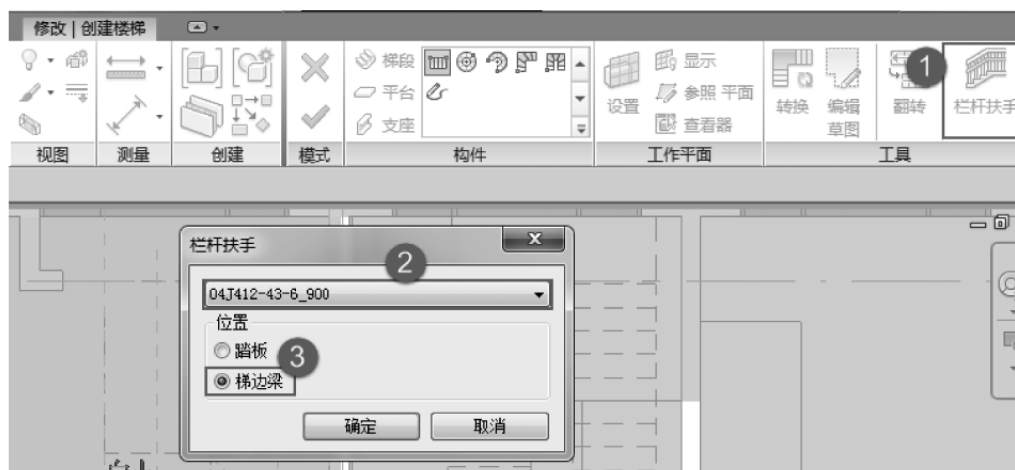 修改 | 创建楼梯
梯段
平台
支座
设置
显示
参照 平面
查看器
转换
编辑
草图
翻转
1
栏杆扶手
视图
测量
创建
模式
构件
工作平面
工具
栏杆扶手
2
04J412-43-6_900
位置
踏板
3
梯边梁
确定
取消